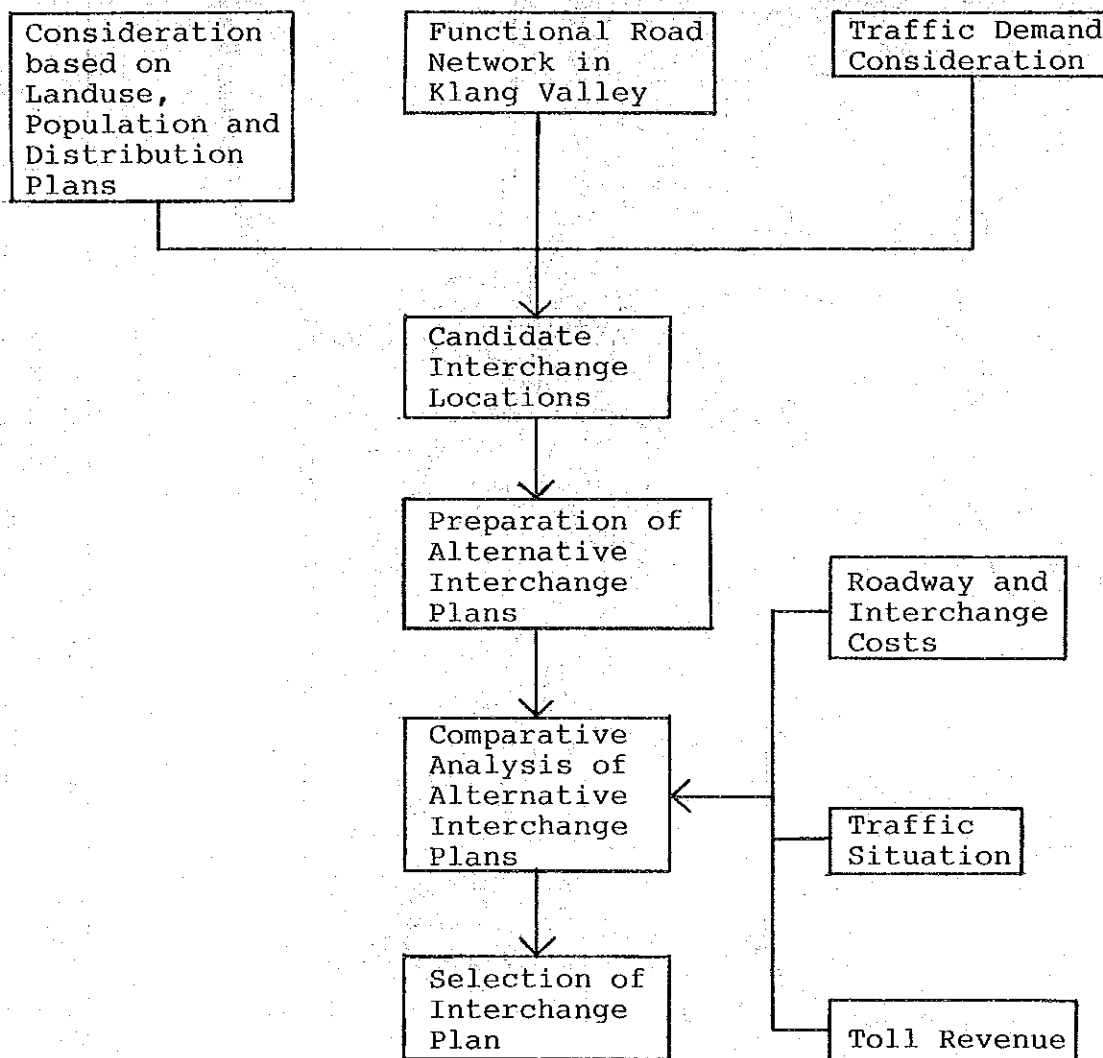 Consideration
based on
Landuse,
Population and
Distribution
Plans
Functional Road
Network in
Klang Valley
Traffic Demand
Consideration
Candidate
Interchange
Locations
Preparation of
Alternative
Interchange
Plans
Roadway and
Interchange
Costs
Comparative
Analysis of
Alternative
Interchange
Plans
Traffic
Situation
Selection of
Interchange
Plan
Toll Revenue